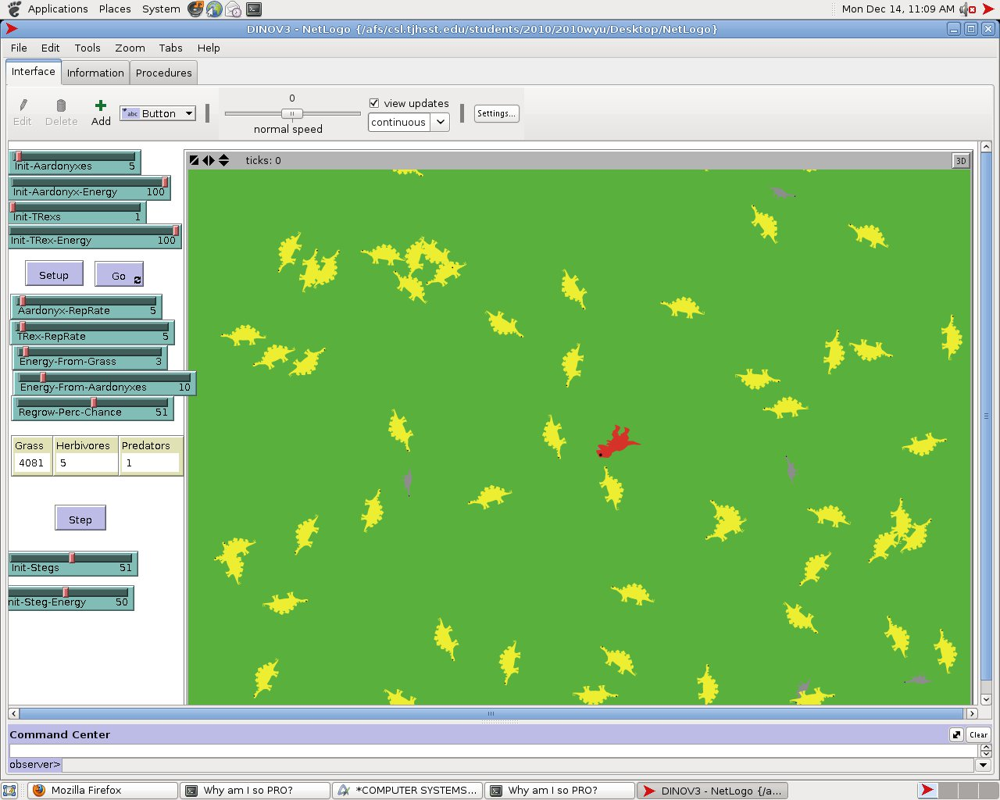 Applications Places System Mon Dec 14, 11:09 AM
DINOV3 - NetLogo {/afs/csl.tjhsst.edu/students/2010/2010wyu/Desktop/NetLogo}
File Edit Tools Zoom Tabs Help
Interface Information Procedures
Edit Delete Add abc Button
0
normal speed
view updates
continuous
Settings...
ticks: 0
3D
Init-Aardonyxes 5
Init-Aardonyx-Energy 100
Init-TRexs 1
Init-TRex-Energy 100
Setup Go
Aardonyx-RepRate 5
TRex-RepRate 5
Energy-From-Grass 3
Energy-From-Aardonyxes 10
Regrow-Perc-Chance 51
Grass Herbivores Predators
4081 5 1
Step
Init-Stegs 51
nit-Steg-Energy 50
Command Center Clear
observer>
Mozilla Firefox Why am I so PRO? *COMPUTER SYSTEMS... Why am I so PRO? DINOV3 - NetLogo {/a...